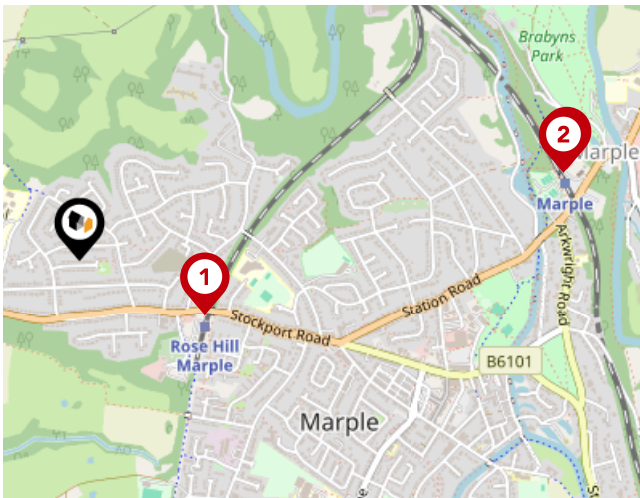 Brabyns
Park
2
Marple
Marple
Arkwright Road
1
Station Road
Stockport Road
Rose Hill
Marple
B6101
Marple